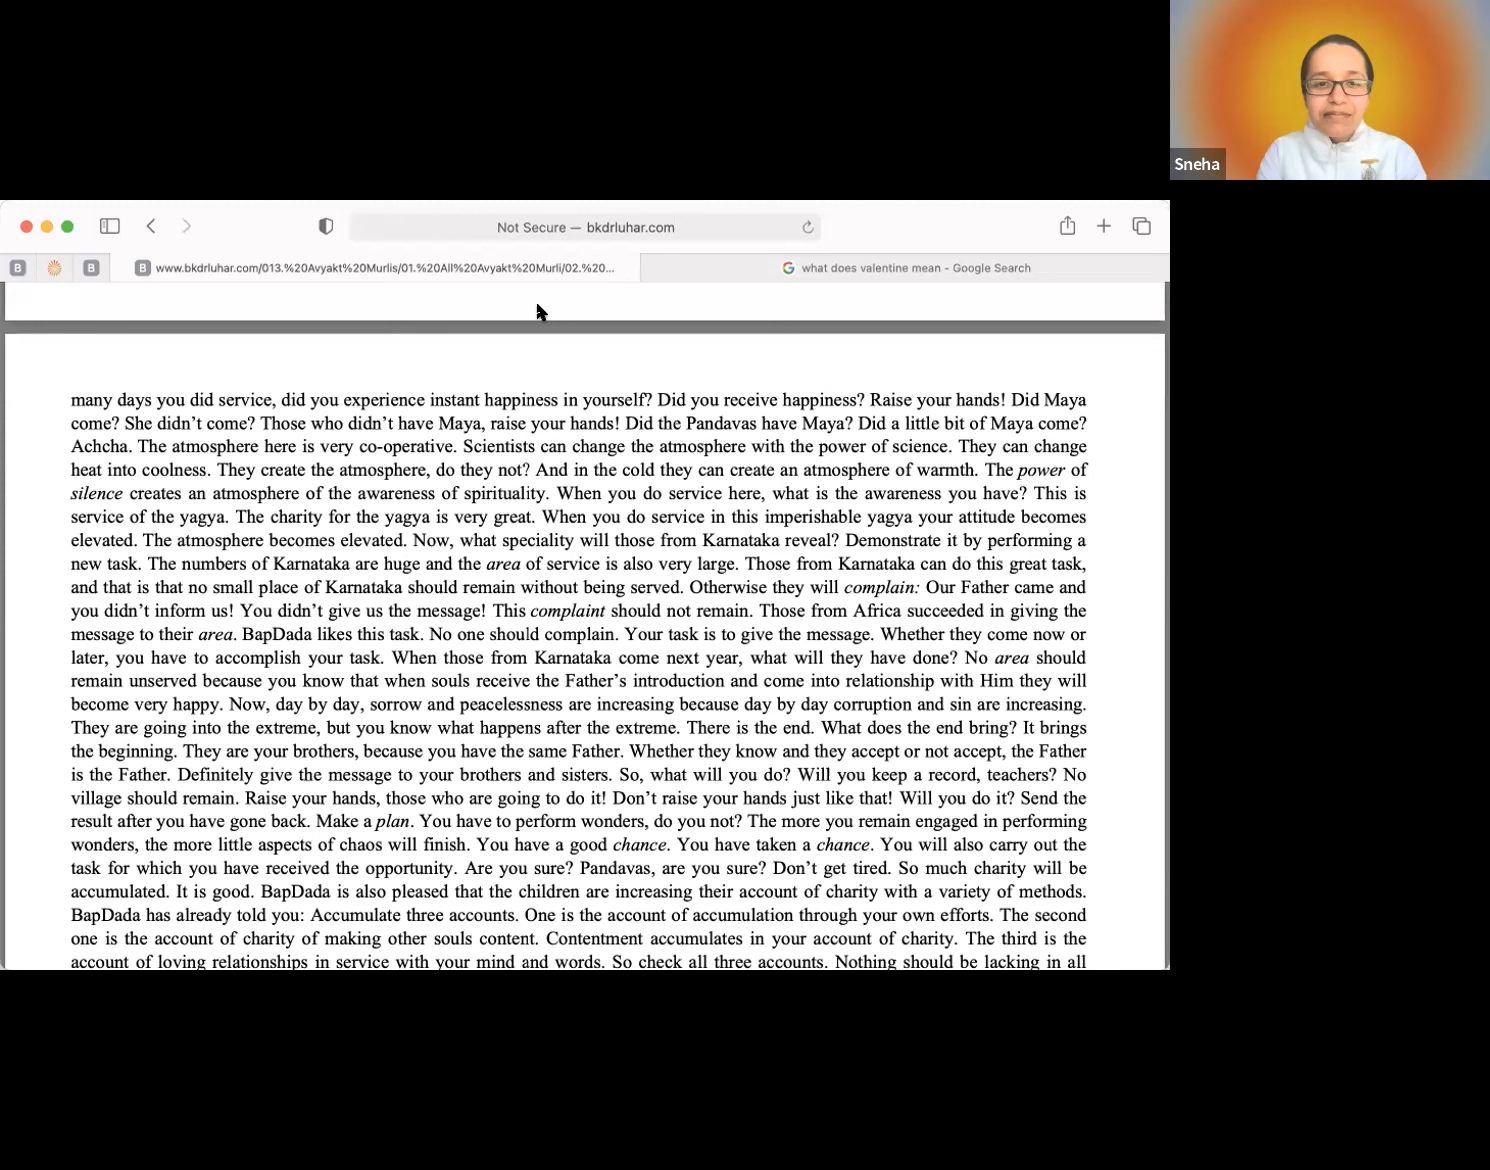 Sneha
Not Secure — bkdrluhar.com
B
B
B www.bkdrluhar.com/013.%20Avyakt%20Murlis/01.%20All%20Avyakt%20Murli/02.%20...
G what does valentine mean - Google Search
many days you did service, did you experience instant happiness in yourself? Did you receive happiness? Raise your hands! Did Maya
come? She didn’t come? Those who didn’t have Maya, raise your hands! Did the Pandavas have Maya? Did a little bit of Maya come?
Achcha. The atmosphere here is very co-operative. Scientists can change the atmosphere with the power of science. They can change
heat into coolness. They create the atmosphere, do they not? And in the cold they can create an atmosphere of warmth. The power of
silence creates an atmosphere of the awareness of spirituality. When you do service here, what is the awareness you have? This is
service of the yagya. The charity for the yagya is very great. When you do service in this imperishable yagya your attitude becomes
elevated. The atmosphere becomes elevated. Now, what speciality will those from Karnataka reveal? Demonstrate it by performing a
new task. The numbers of Karnataka are huge and the area of service is also very large. Those from Karnataka can do this great task,
and that is that no small place of Karnataka should remain without being served. Otherwise they will complain: Our Father came and
you didn’t inform us! You didn’t give us the message! This complaint should not remain. Those from Africa succeeded in giving the
message to their area. BapDada likes this task. No one should complain. Your task is to give the message. Whether they come now or
later, you have to accomplish your task. When those from Karnataka come next year, what will they have done? No area should
remain unserved because you know that when souls receive the Father’s introduction and come into relationship with Him they will
become very happy. Now, day by day, sorrow and peacelessness are increasing because day by day corruption and sin are increasing.
They are going into the extreme, but you know what happens after the extreme. There is the end. What does the end bring? It brings
the beginning. They are your brothers, because you have the same Father. Whether they know and they accept or not accept, the Father
is the Father. Definitely give the message to your brothers and sisters. So, what will you do? Will you keep a record, teachers? No
village should remain. Raise your hands, those who are going to do it! Don’t raise your hands just like that! Will you do it? Send the
result after you have gone back. Make a plan. You have to perform wonders, do you not? The more you remain engaged in performing
wonders, the more little aspects of chaos will finish. You have a good chance. You have taken a chance. You will also carry out the
task for which you have received the opportunity. Are you sure? Pandavas, are you sure? Don’t get tired. So much charity will be
accumulated. It is good. BapDada is also pleased that the children are increasing their account of charity with a variety of methods.
BapDada has already told you: Accumulate three accounts. One is the account of accumulation through your own efforts. The second
one is the account of charity of making other souls content. Contentment accumulates in your account of charity. The third is the
account of loving relationships in service with your mind and words. So check all three accounts. Nothing should be lacking in all